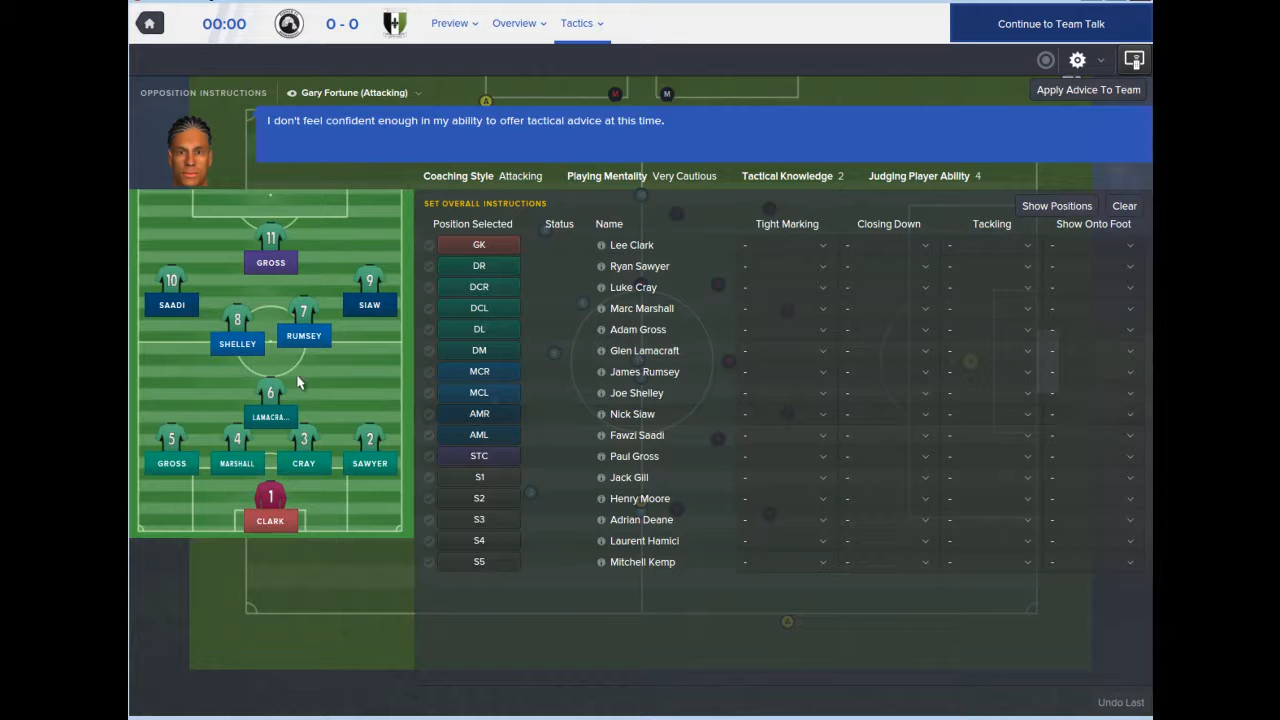 00:00
0 - 0
Preview
Overview
Tactics
Continue to Team Talk
OPPOSITION INSTRUCTIONS
Gary Fortune (Attacking)
Apply Advice To Team
I don't feel confident enough in my ability to offer tactical advice at this time.
Coaching Style Attacking Playing Mentality Very Cautious Tactical Knowledge 2 Judging Player Ability 4
SET OVERALL INSTRUCTIONS
Show Positions
Clear
Position Selected Status Name Tight Marking Closing Down Tackling Show Onto Foot
GK Lee Clark - - - -
DR Ryan Sawyer - - - -
DCR Luke Cray - - - -
DCL Marc Marshall - - - -
DL Adam Gross - - - -
DM Glen Lamacraft - - - -
MCR James Rumsey - - - -
MCL Joe Shelley - - - -
AMR Nick Siaw - - - -
AML Fawzi Saadi - - - -
STC Paul Gross - - - -
S1 Jack Gill - - - -
S2 Henry Moore - - - -
S3 Adrian Deane - - - -
S4 Laurent Hamici - - - -
S5 Mitchell Kemp - - - -
11
GROSS
10
SAADI
9
SIAW
8
SHELLEY
7
RUMSEY
6
LAMACRA...
5
GROSS
4
MARSHALL
3
CRAY
2
SAWYER
1
CLARK
A
M
M
A
Undo Last